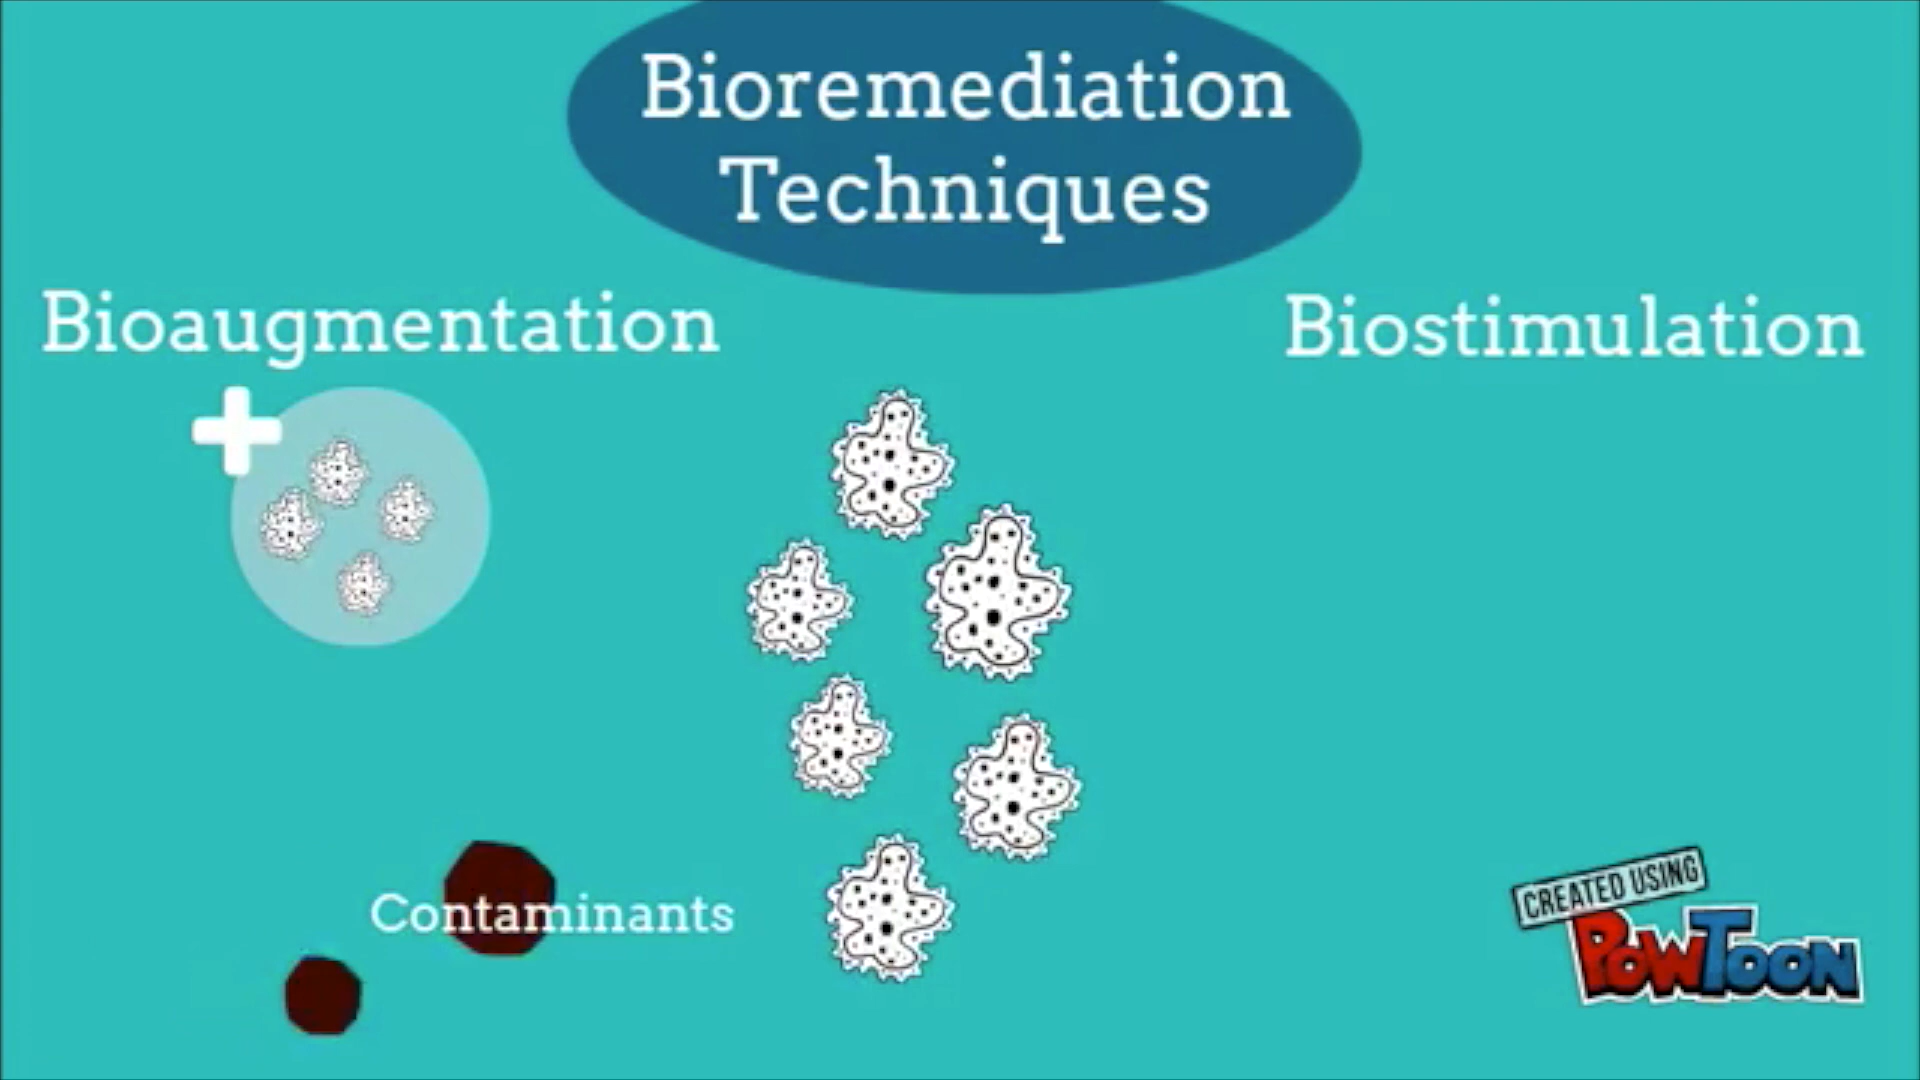 Bioremediation
Techniques
Bioaugmentation
Biostimulation
Contaminants
CREATED USING
POWTOON